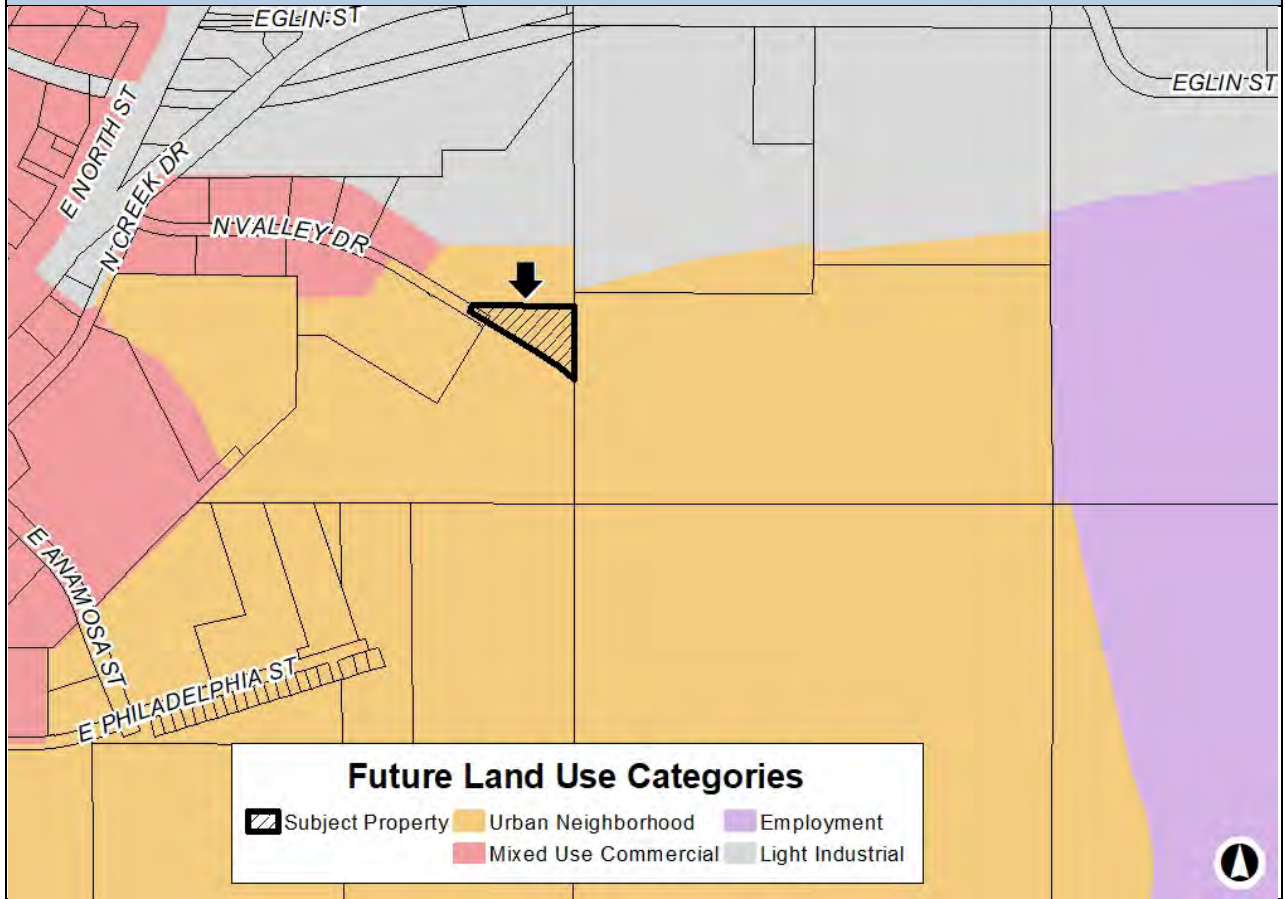 EGLIN ST
EGLIN ST
E NORTH ST
N CREEK DR
N VALLEY DR
E ANAMOSA ST
E PHILADELPHIA ST
Future Land Use Categories
Subject Property Urban Neighborhood Employment
Mixed Use Commercial Light Industrial